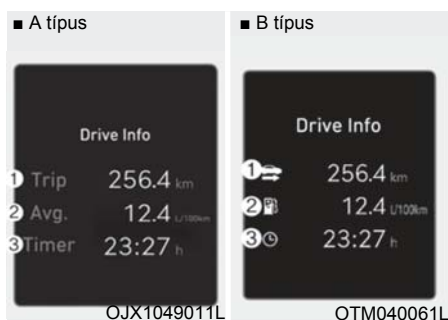 ■ A típus
Drive Info
① Trip 256.4 km
② Avg. 12.4 L/100km
③ Timer 23:27 h
OJX1049011L
■ B típus
Drive Info
① 256.4 km
② 12.4 L/100km
③ 23:27 h
OTM040061L